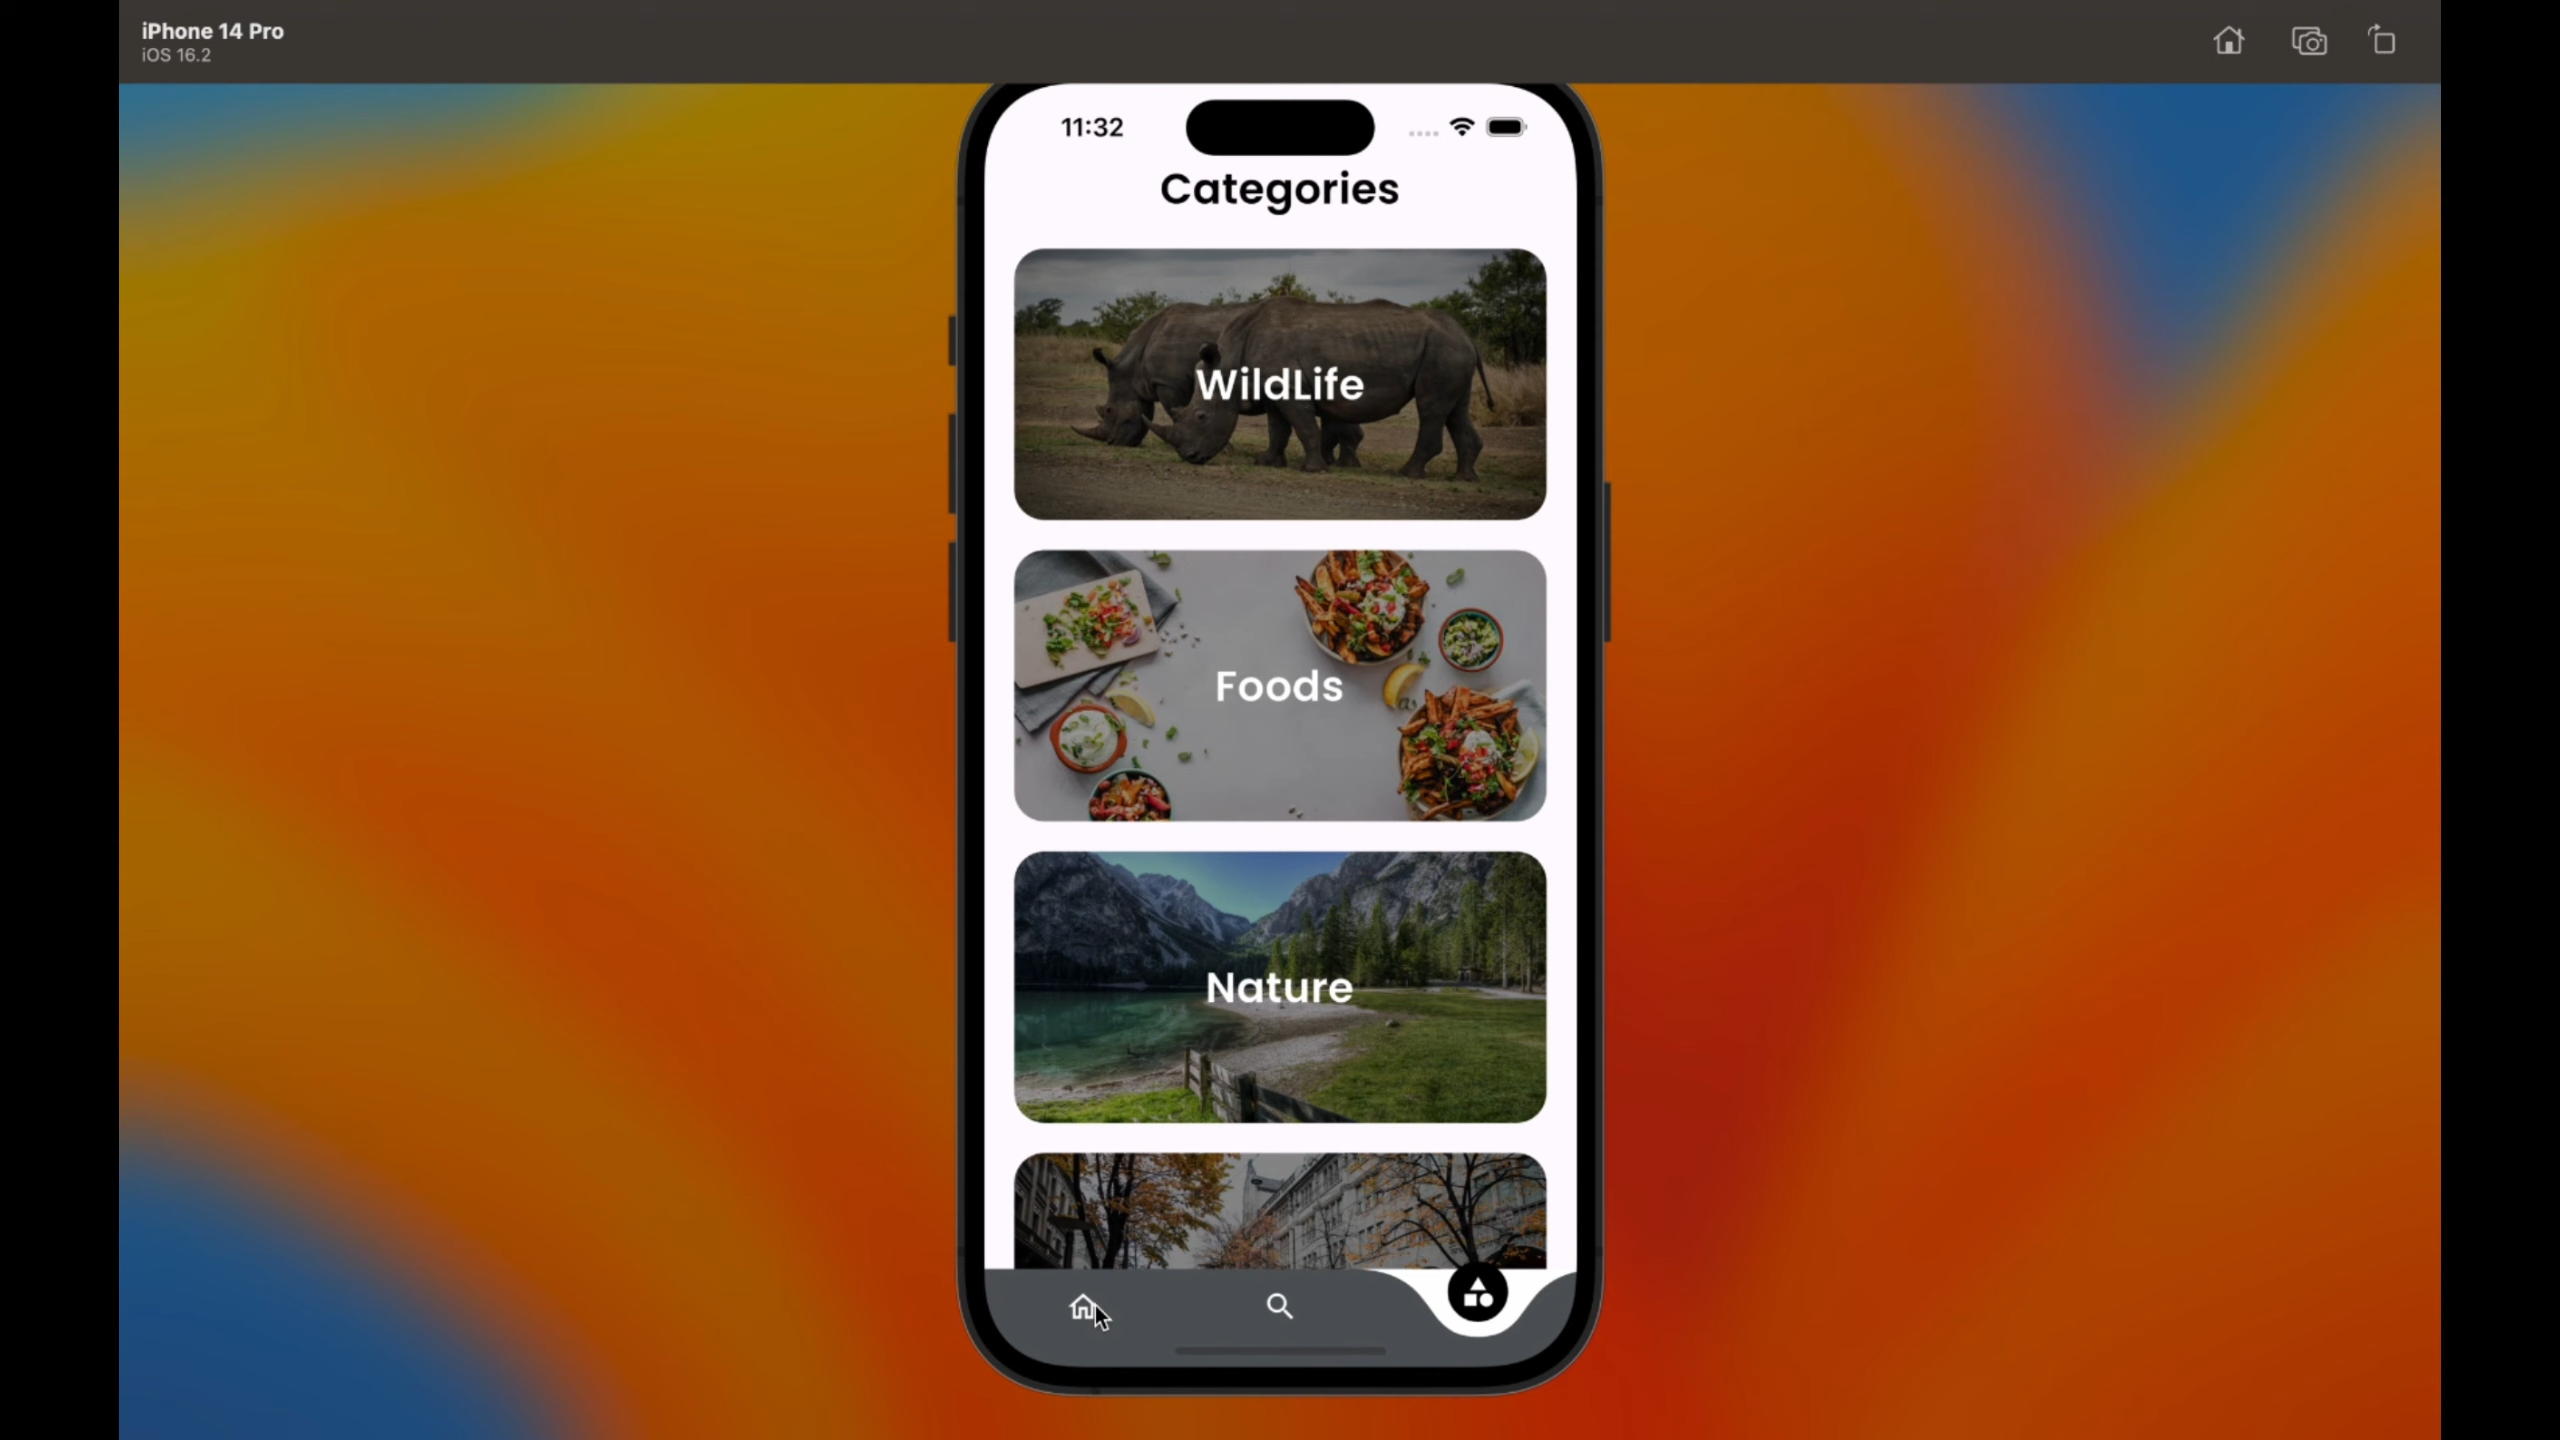 iPhone 14 Pro
iOS 16.2
11:32
Categories
WildLife
Foods
Nature